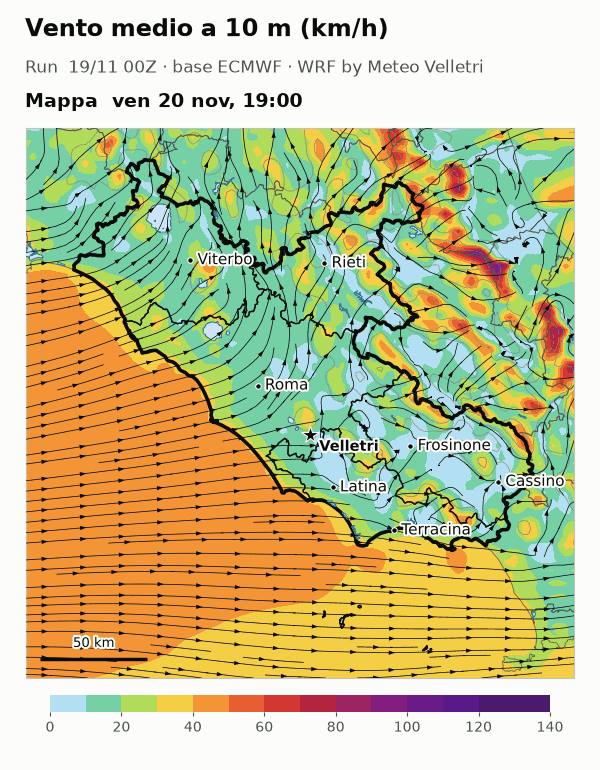 Vento medio a 10 m (km/h)
Run  19/11 00Z · base ECMWF · WRF by Meteo Velletri
Mappa  ven 20 nov, 19:00
Viterbo
Rieti
Roma
Velletri
Frosinone
Latina
Cassino
Terracina
50 km
0 20 40 60 80 100 120 140